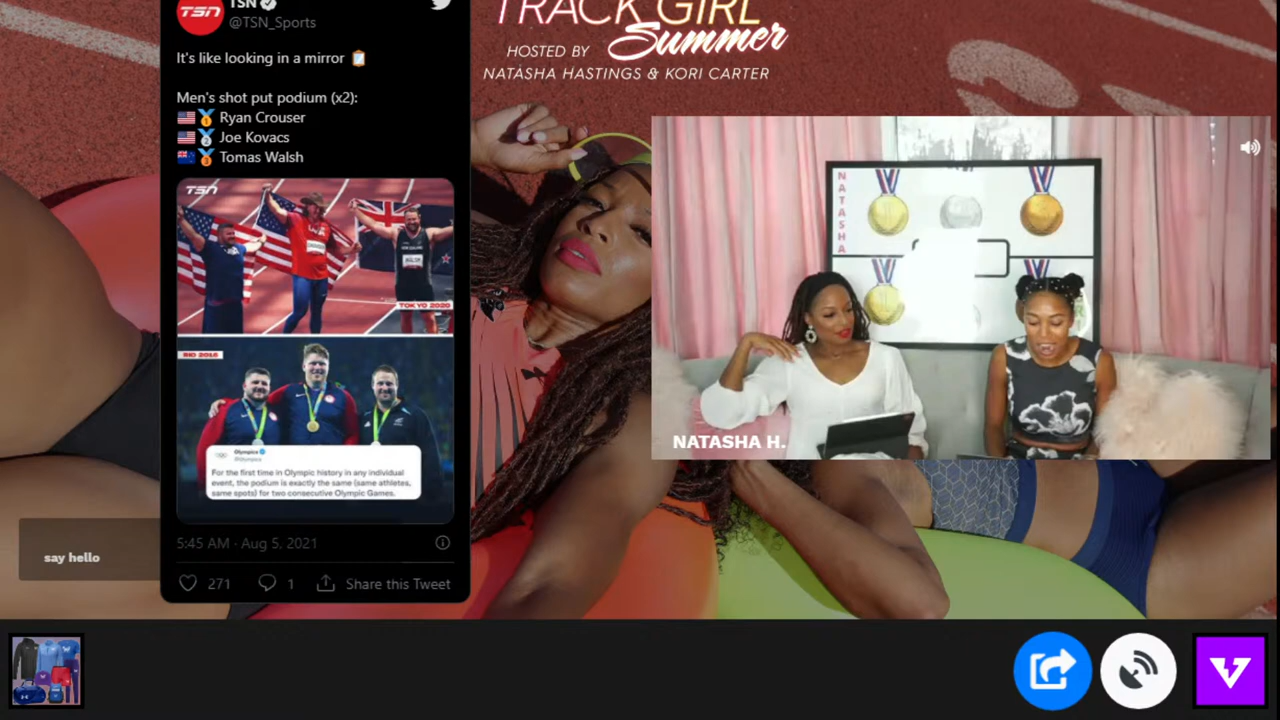 TSN
TSN
@TSN_Sports
It's like looking in a mirror
Men's shot put podium (x2):
Ryan Crouser
Joe Kovacs
Tomas Walsh
TSN
TOKYO 2020
RIO 2016
Olympics
@Olympics
For the first time in Olympic history in any individual
event, the podium is exactly the same (same athletes,
same spots) for two consecutive Olympic Games.
5:45 AM · Aug 5, 2021
271
1
Share this Tweet
say hello
TRACK GIRL
Summer
HOSTED BY
NATASHA HASTINGS & KORI CARTER
NATASHA
NATASHA H.